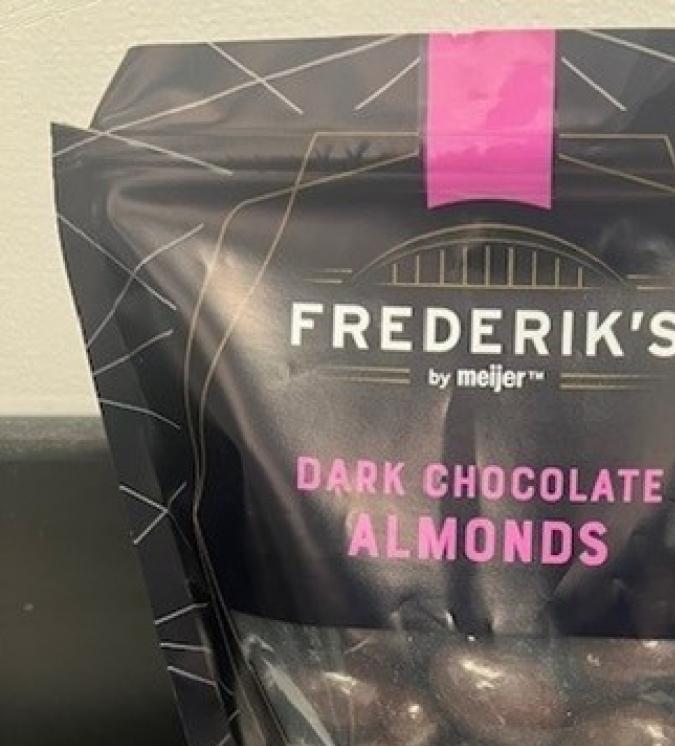 FREDERIK'S
by meijer™
DARK CHOCOLATE
ALMONDS